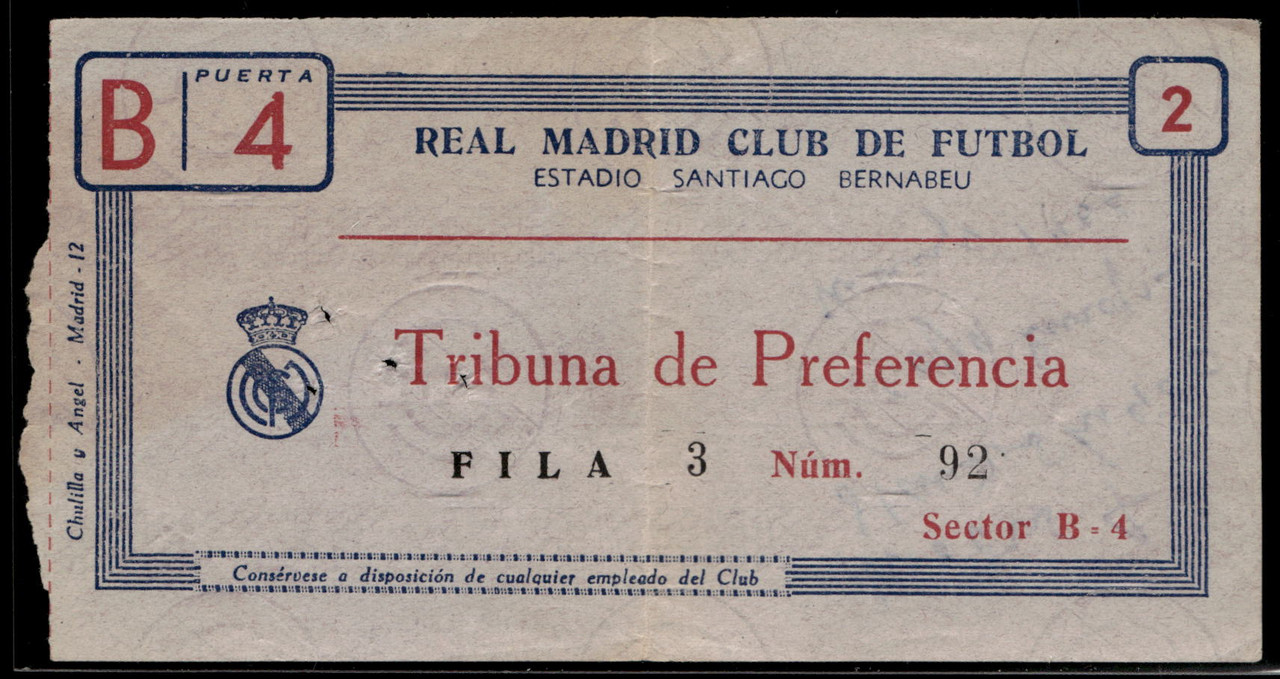 B
PUERTA
4
2
REAL MADRID CLUB DE FUTBOL
ESTADIO SANTIAGO BERNABEU
Tribuna de Preferencia
FILA 3 Núm. 92
Sector B-4
Consérvese a disposición de cualquier empleado del Club
Chulilla y Angel - Madrid - 12